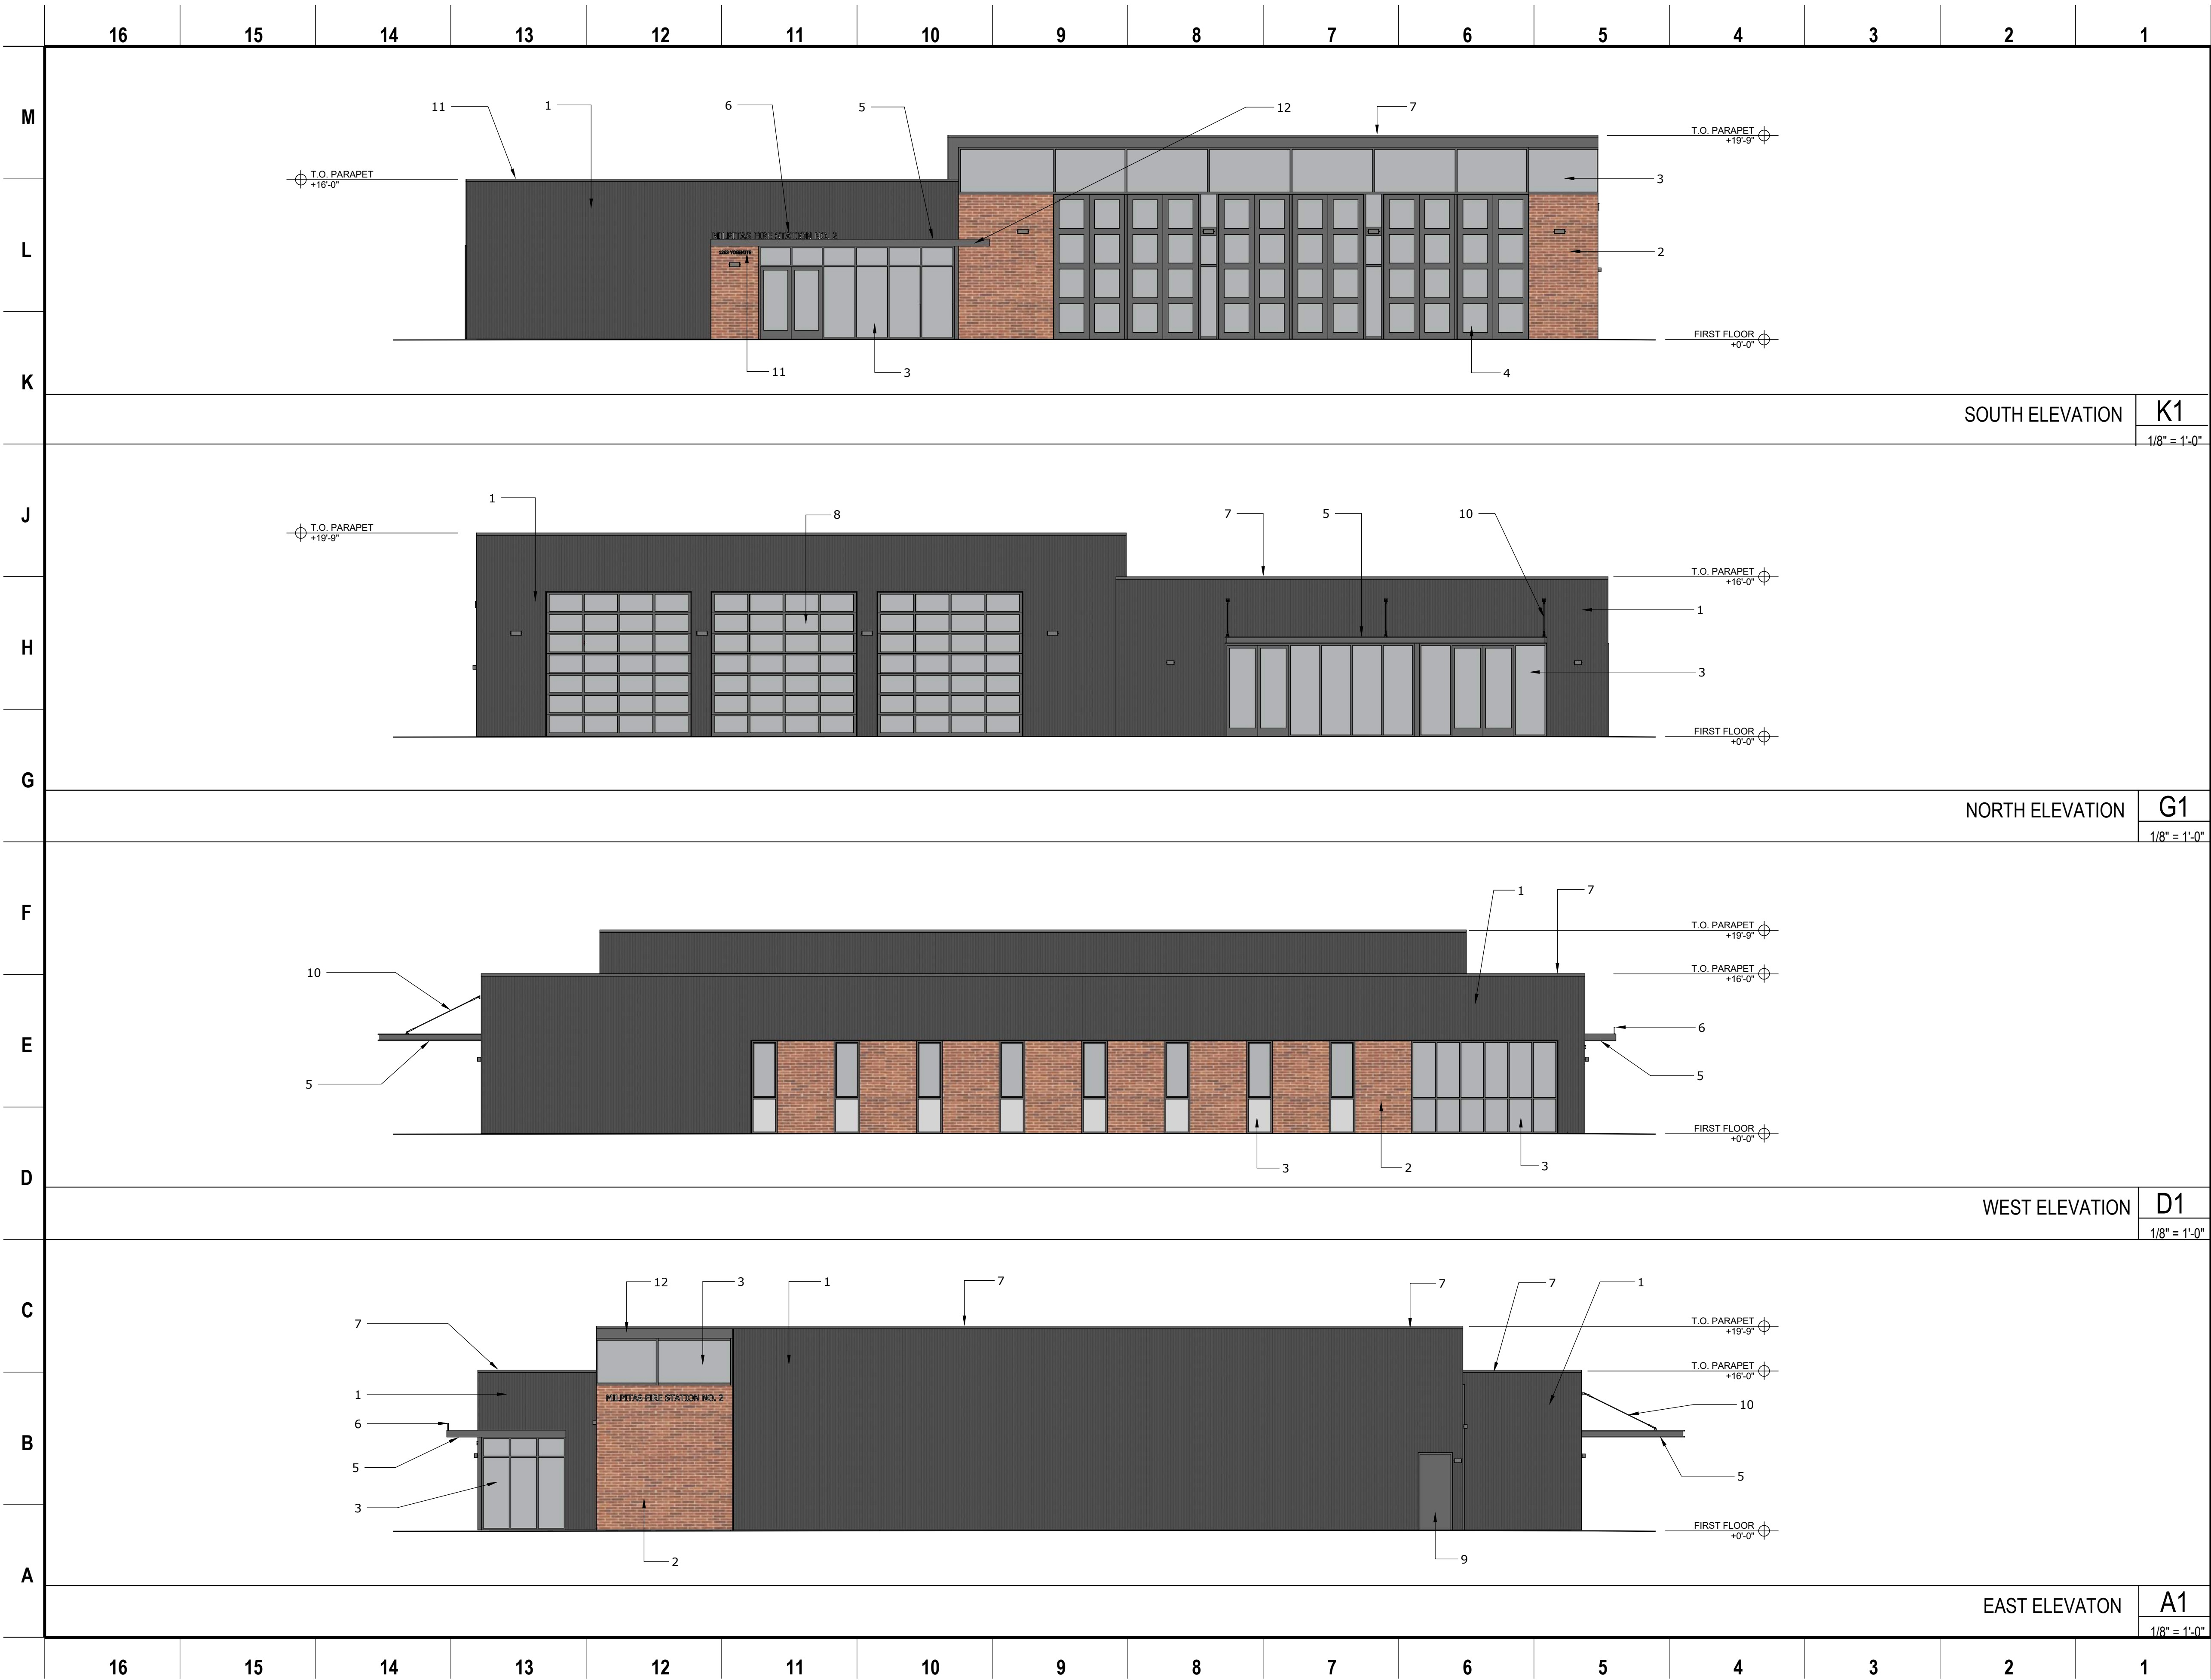 16 15 14 13 12 11 10 9 8 7 6 5 4 3 2 1
M
11 1 6 5 12 7
T.O. PARAPET
+19'-9"
T.O. PARAPET
+16'-0"
3
L
MILPITAS FIRE STATION NO. 2
2
FIRST FLOOR
+0'-0"
11 3 4
K
SOUTH ELEVATION K1
1/8" = 1'-0"
J
1 8 7 5 10
T.O. PARAPET
+19'-9"
T.O. PARAPET
+16'-0"
1
H
3
FIRST FLOOR
+0'-0"
G
NORTH ELEVATION G1
1/8" = 1'-0"
F
1 7
T.O. PARAPET
+19'-9"
10
T.O. PARAPET
+16'-0"
6
E
5 5
FIRST FLOOR
+0'-0"
3 2 3
D
WEST ELEVATION D1
1/8" = 1'-0"
C
12 3 1 7 7 7 1
7
T.O. PARAPET
+19'-9"
T.O. PARAPET
+16'-0"
1
MILPITAS FIRE STATION NO. 2
10
6
B
5 5
3
FIRST FLOOR
+0'-0"
2 9
A
EAST ELEVATON A1
1/8" = 1'-0"
16 15 14 13 12 11 10 9 8 7 6 5 4 3 2 1